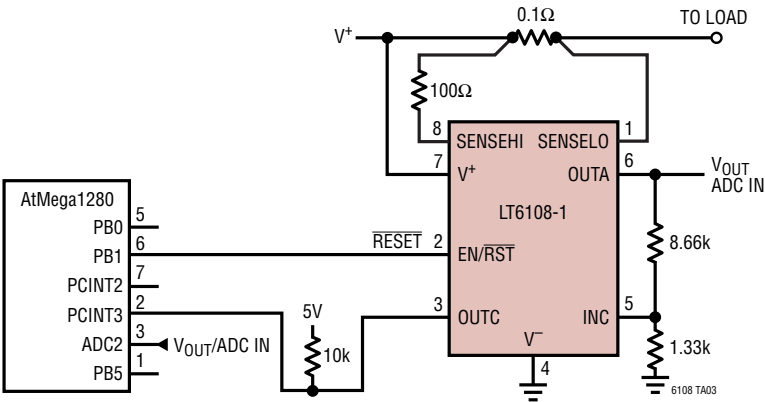 0.1Ω
TO LOAD
V+
100Ω
8
SENSEHI
SENSELO
1
7
V+
OUTA
6
VOUT
ADC IN
LT6108-1
AtMega1280
PB0
5
PB1
6
RESET
2
EN/RST
8.66k
PCINT2
7
PCINT3
2
5V
3
OUTC
INC
5
ADC2
3
VOUT/ADC IN
10k
V–
1.33k
PB5
1
4
6108 TA03